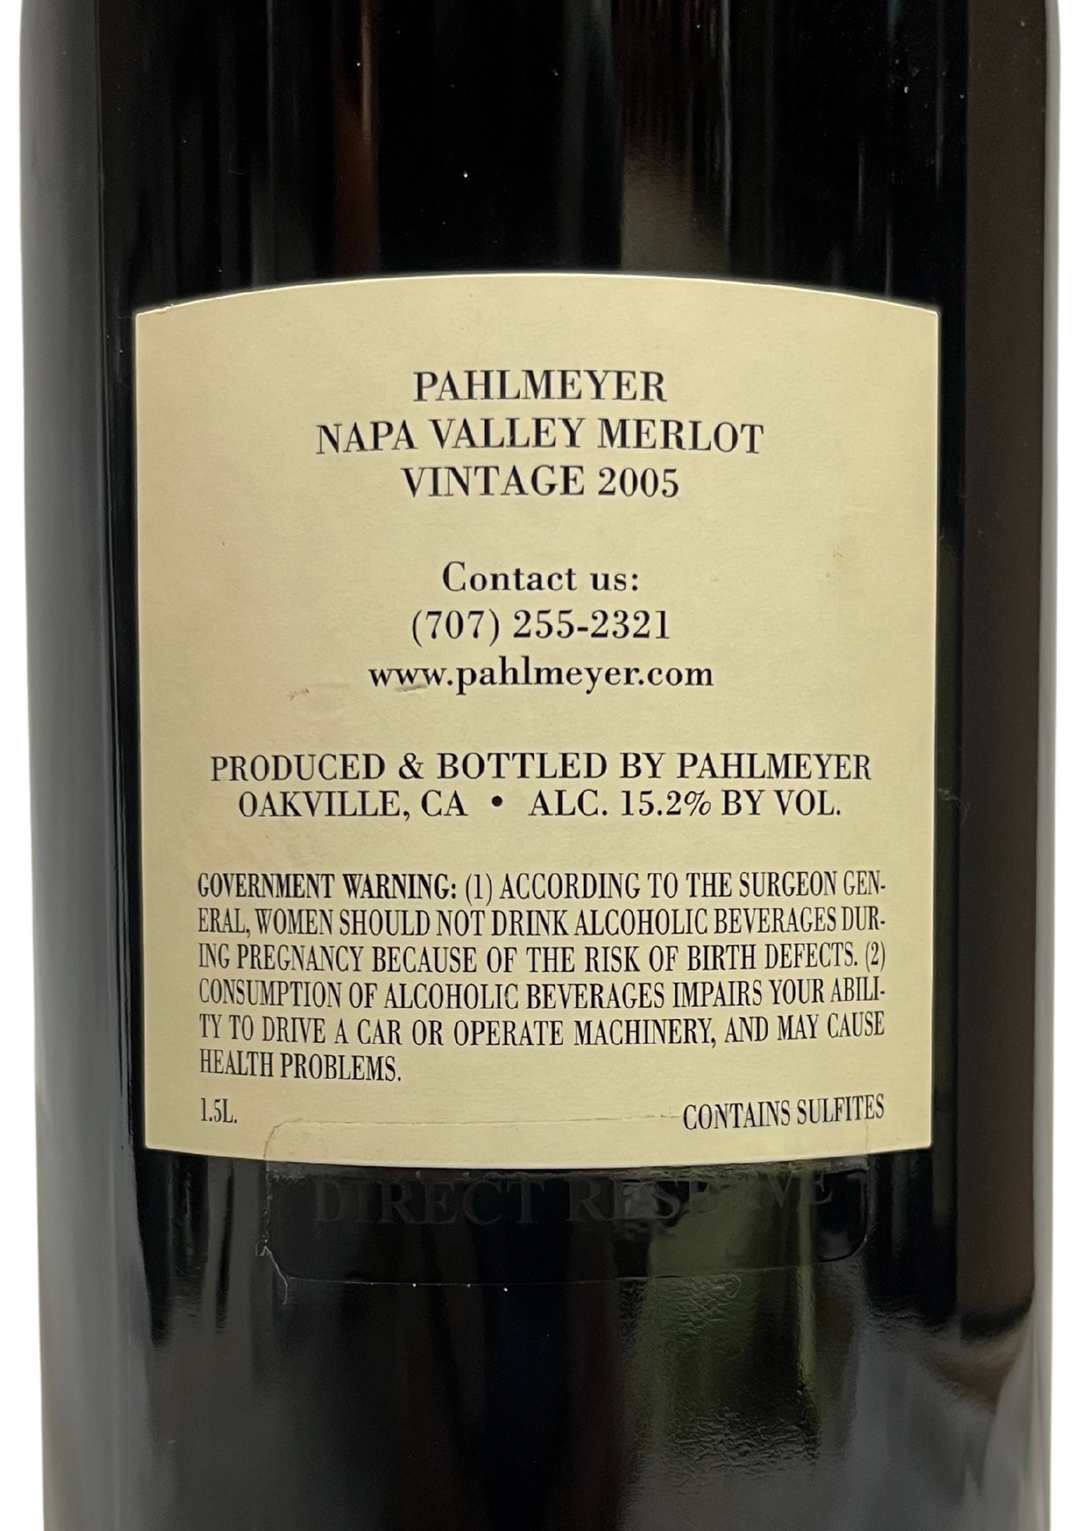 PAHLMEYER
NAPA VALLEY MERLOT
VINTAGE 2005
Contact us:
(707) 255-2321
www.pahlmeyer.com
PRODUCED & BOTTLED BY PAHLMEYER
OAKVILLE, CA • ALC. 15.2% BY VOL.
GOVERNMENT WARNING: (1) ACCORDING TO THE SURGEON GEN-
ERAL, WOMEN SHOULD NOT DRINK ALCOHOLIC BEVERAGES DUR-
ING PREGNANCY BECAUSE OF THE RISK OF BIRTH DEFECTS. (2)
CONSUMPTION OF ALCOHOLIC BEVERAGES IMPAIRS YOUR ABILI-
TY TO DRIVE A CAR OR OPERATE MACHINERY, AND MAY CAUSE
HEALTH PROBLEMS.
1.5L. CONTAINS SULFITES
DIRECT RESERVE